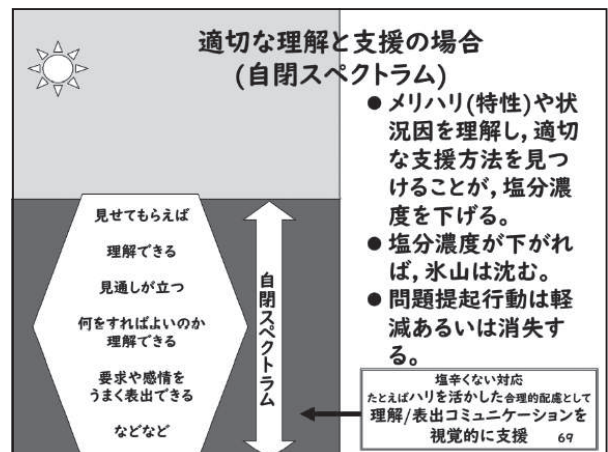 適切な理解と支援の場合
(自閉スペクトラム)
●メリハリ(特性)や状
況因を理解し,適切
な支援方法を見つ
けることが,塩分濃
度を下げる。
●塩分濃度が下がれ
ば,氷山は沈む。
●問題提起行動は軽
減あるいは消失す
る。
見せてもらえば
理解できる
見通しが立つ
何をすればよいのか
理解できる
要求や感情を
うまく表出できる
などなど
自閉スペクトラム
塩辛くない対応
たとえばハリを活かした合理的配慮として
理解/表出コミュニケーションを
視覚的に支援 69